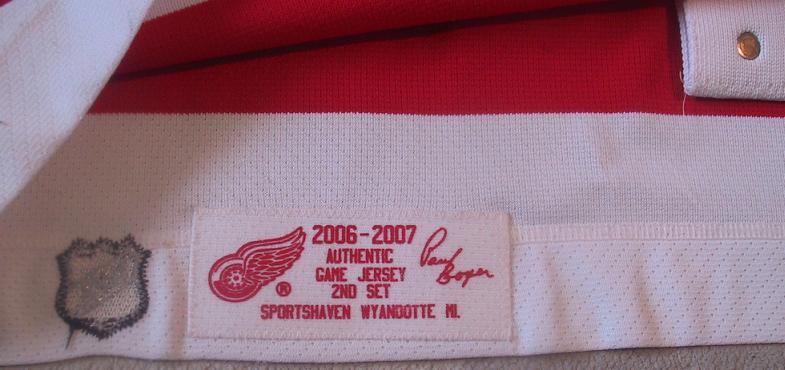 2006-2007
AUTHENTIC
GAME JERSEY
2ND SET
SPORTSHAVEN WYANDOTTE MI.
Paul
Boyer
®